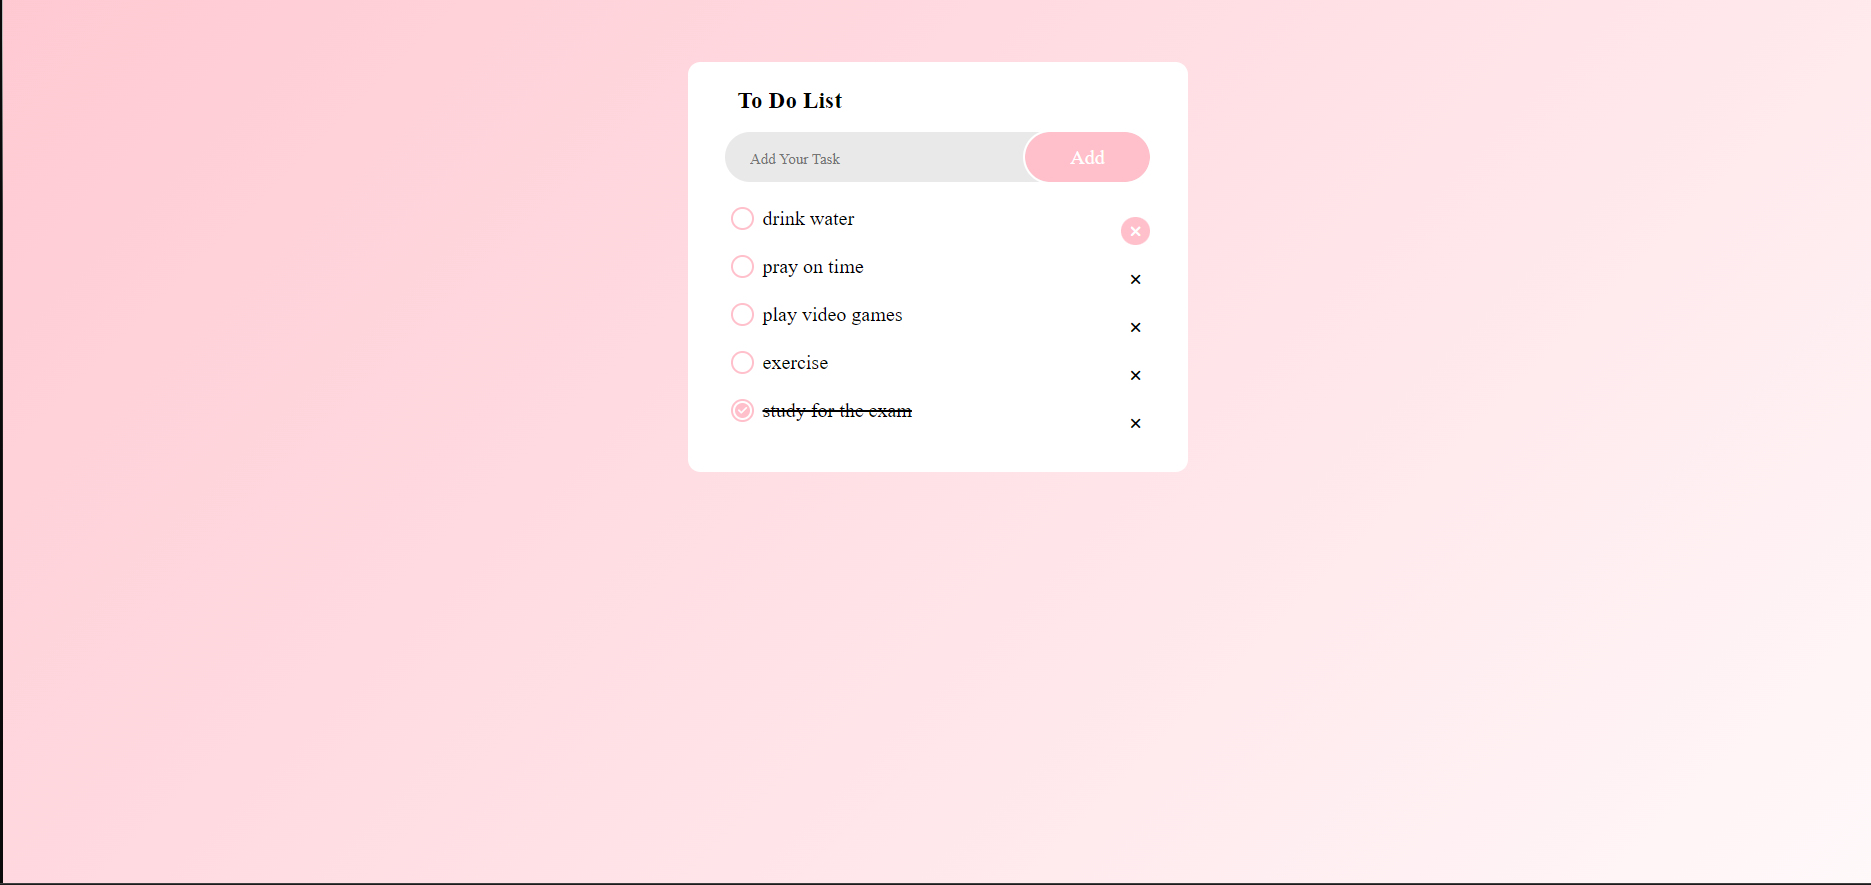 To Do List
Add Your Task
Add
drink water
pray on time
play video games
exercise
study for the exam